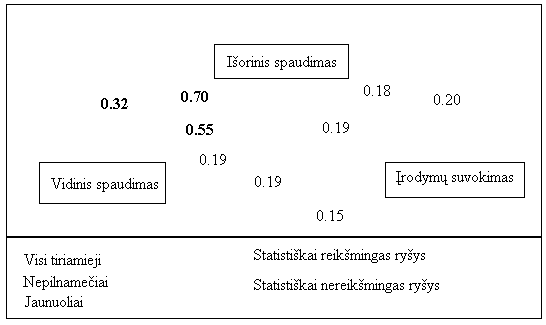 Išorinis spaudimas
0.18
0.70
0.20
0.32
0.55
0.19
0.19
Vidinis spaudimas
0.19
Įrodymų suvokimas
0.15
Visi tiriamieji
Statistiškai reikšmingas ryšys
Nepilnamečiai
Statistiškai nereikšmingas ryšys
Jaunuoliai